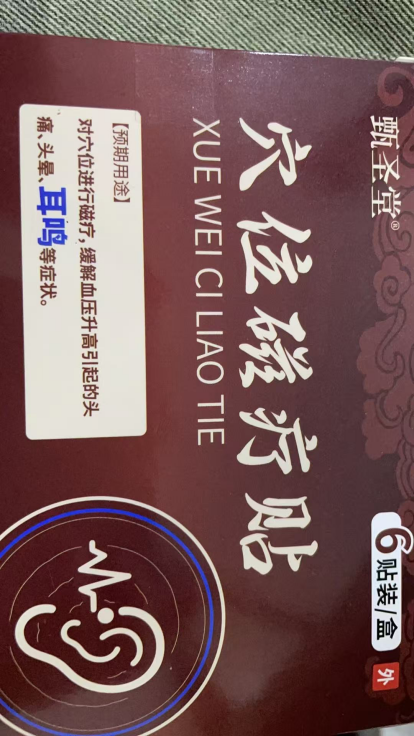 甄圣堂®
穴位磁疗贴
XUE WEI CI LIAO TIE
【预期用途】
对穴位进行磁疗，缓解血压升高引起的头
痛、头晕、耳鸣等症状。
6贴装/盒
外